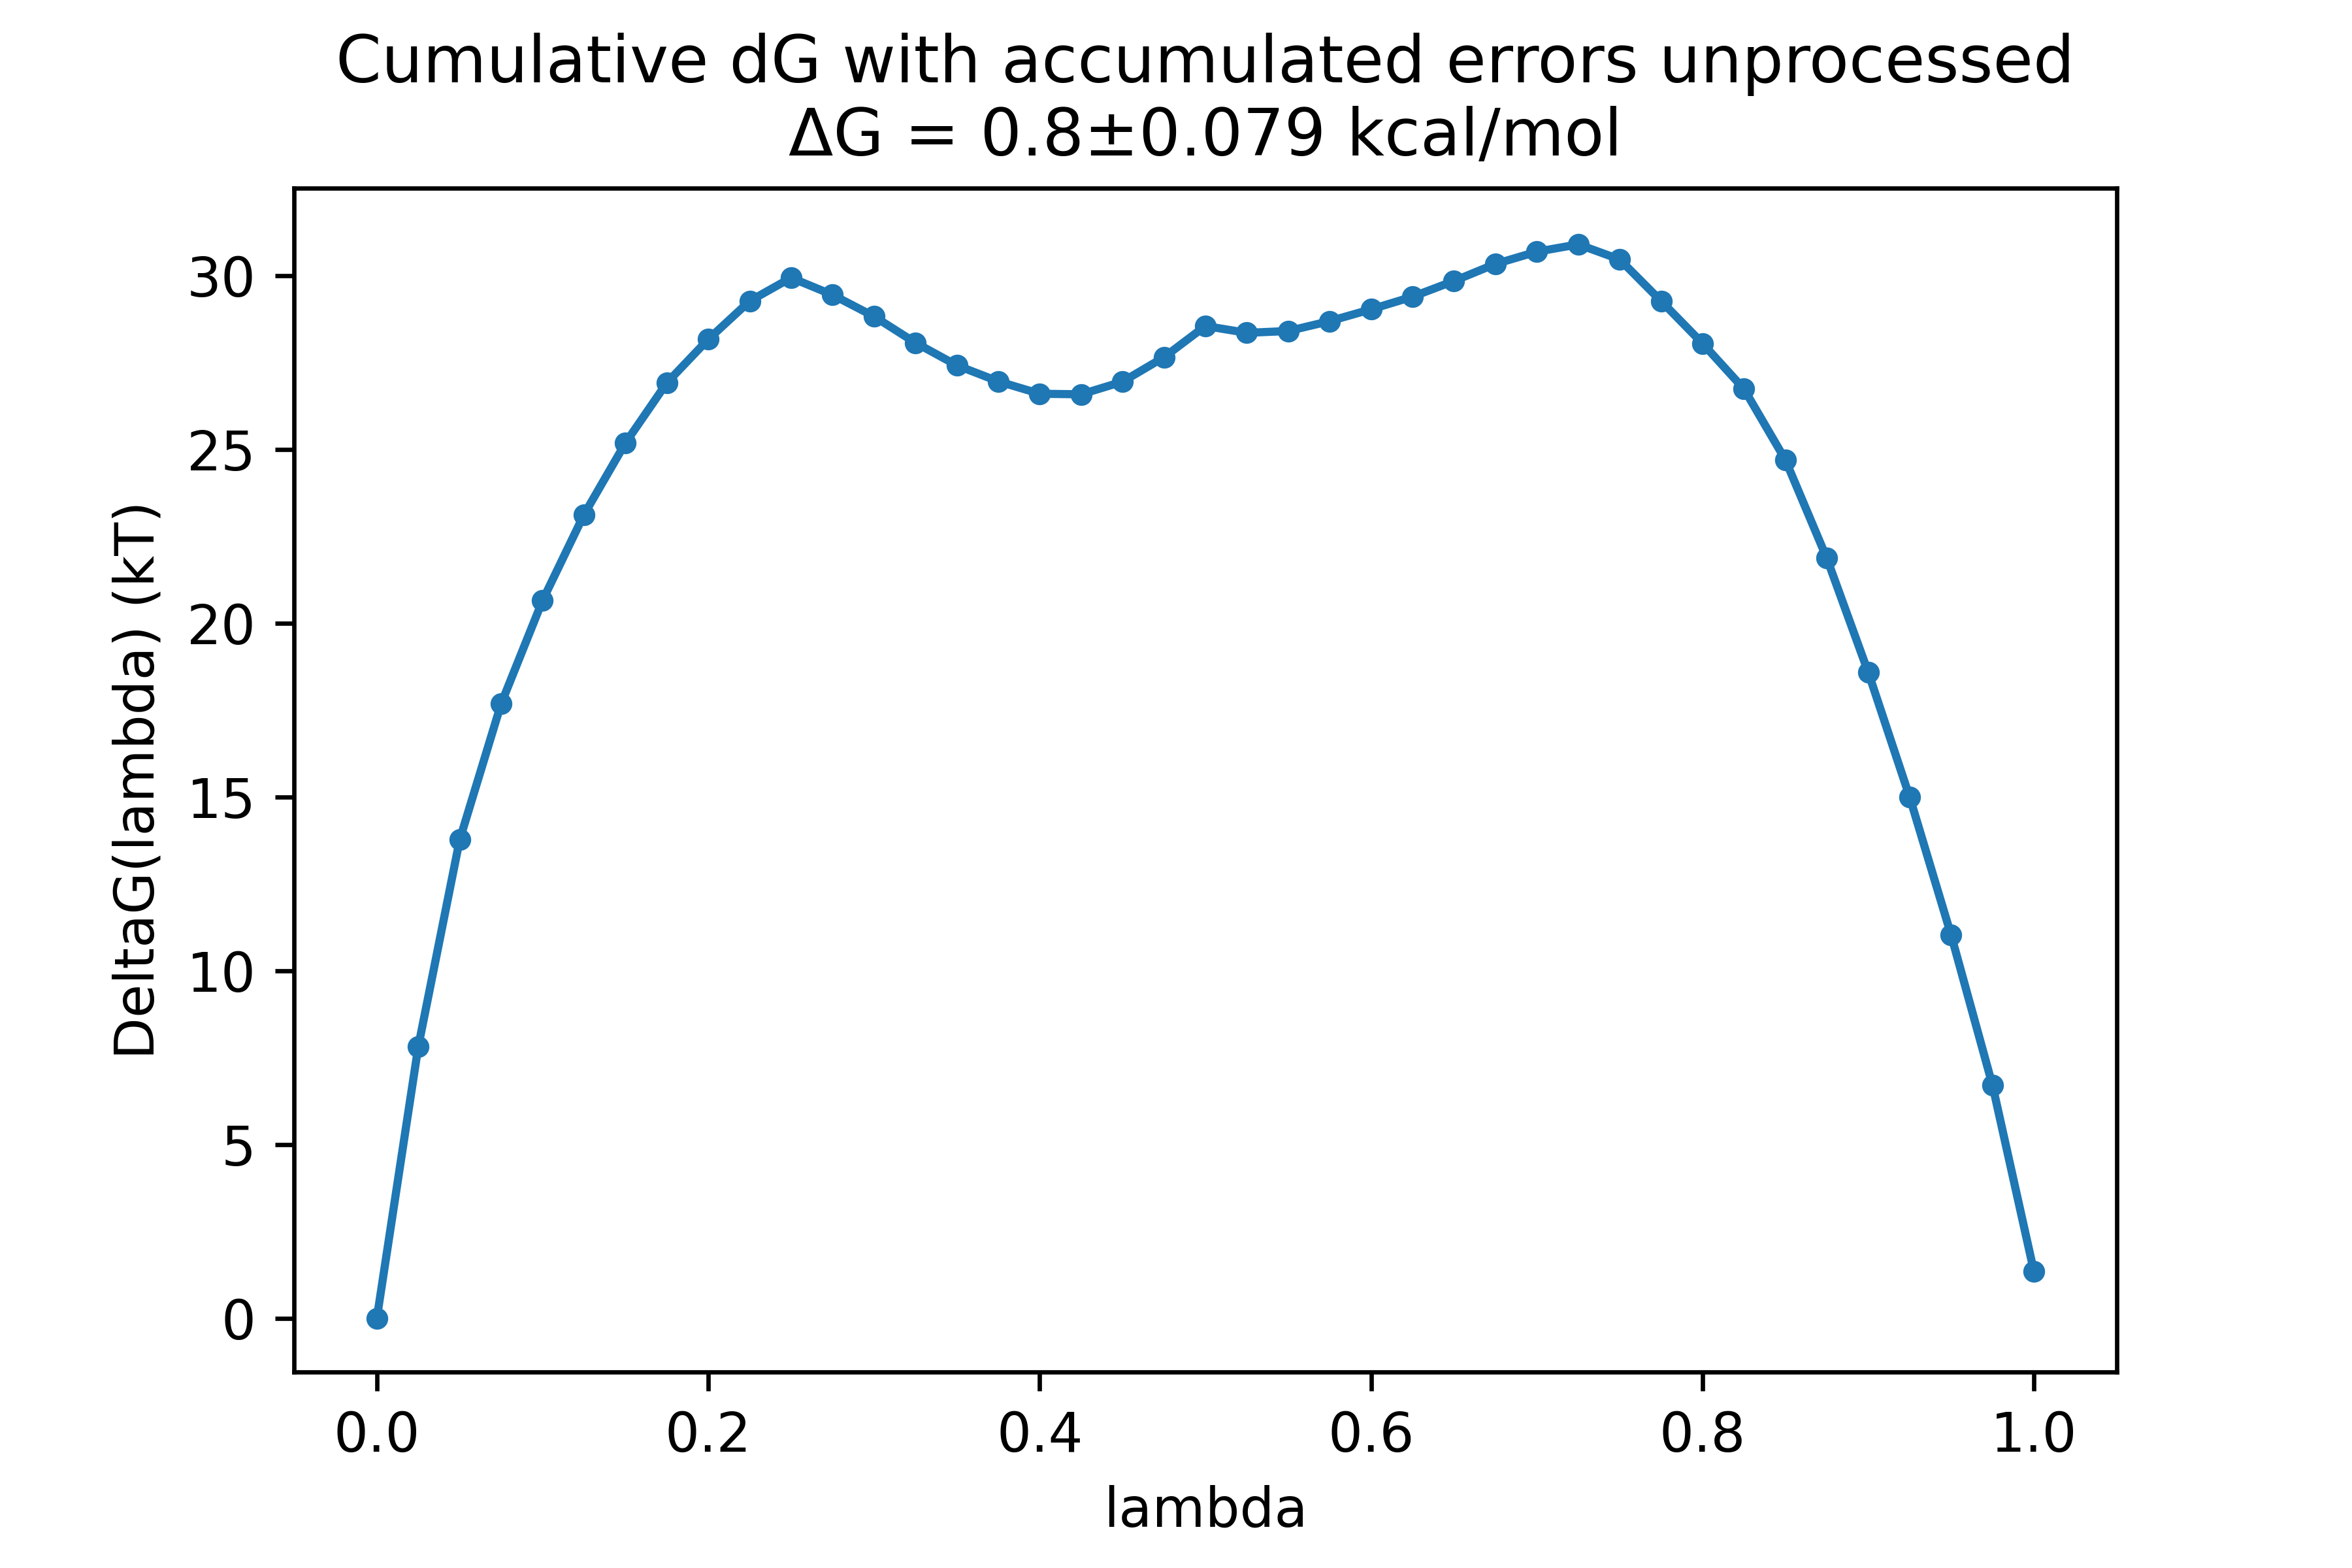 Cumulative dG with accumulated errors unprocessed
ΔG = 0.8±0.079 kcal/mol
DeltaG(lambda) (kT)
30
25
20
15
10
5
0
0.0 0.2 0.4 0.6 0.8 1.0
lambda